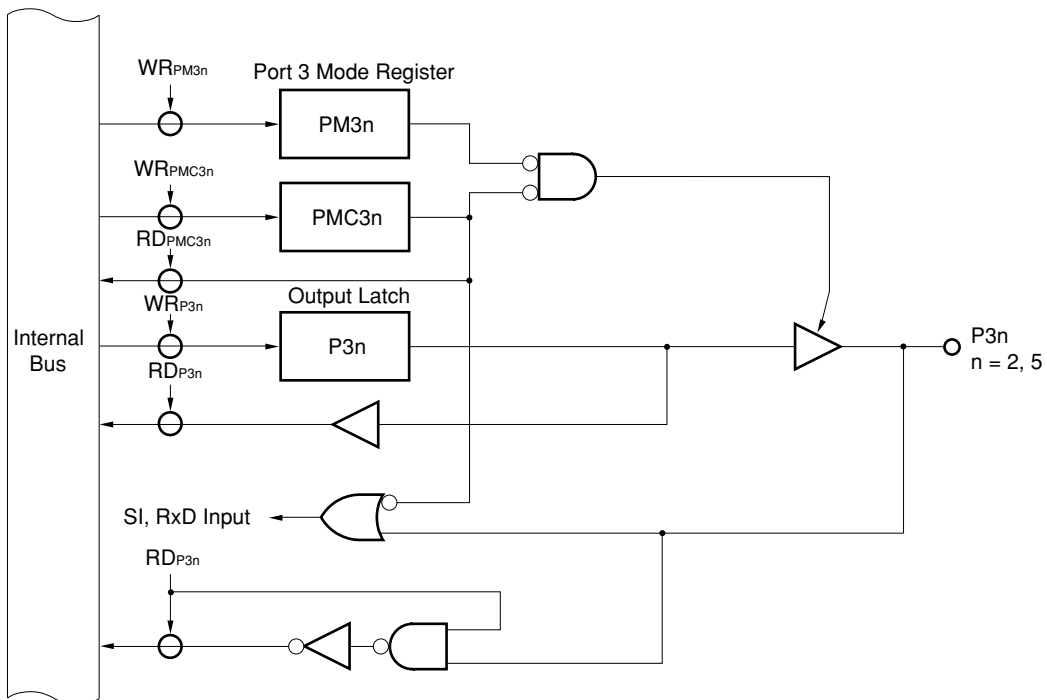 WRPM3n
Port 3 Mode Register
PM3n
WRPMC3n
PMC3n
RDPMC3n
WRP3n
Output Latch
Internal
Bus
P3n
P3n
n = 2, 5
RDP3n
SI, RxD Input
RDP3n